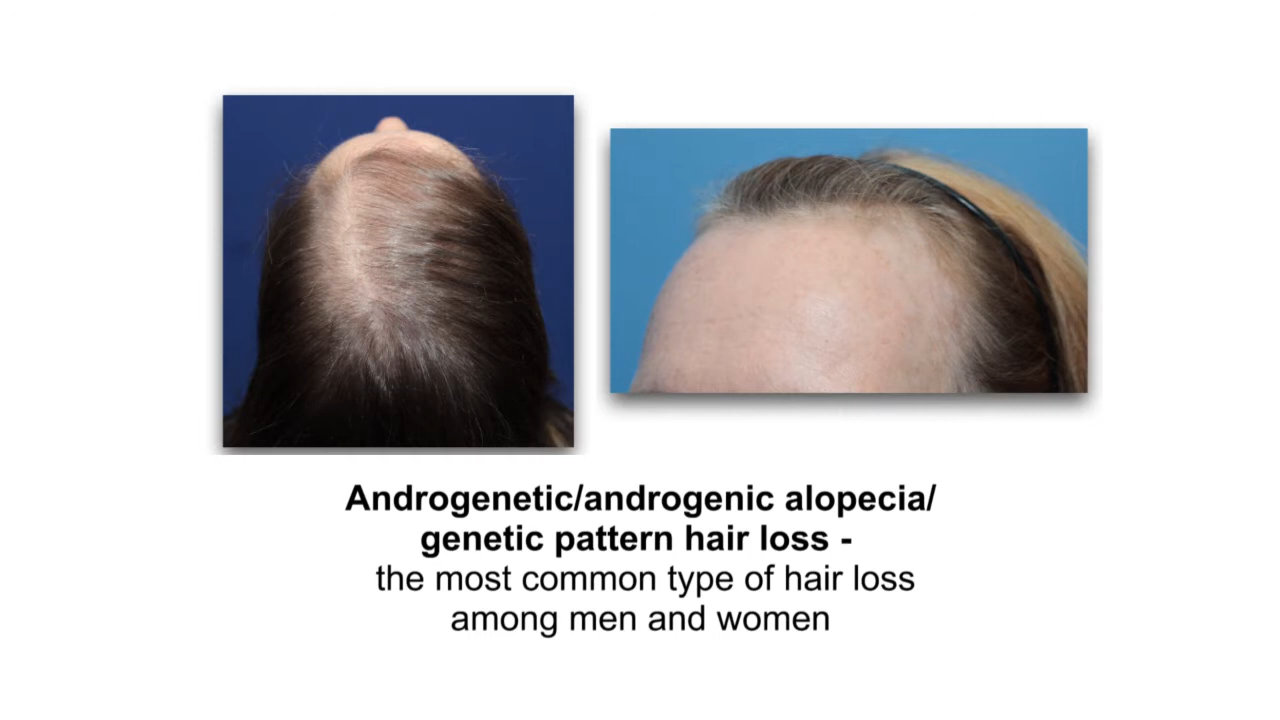 Androgenetic/androgenic alopecia/
genetic pattern hair loss -
the most common type of hair loss
among men and women